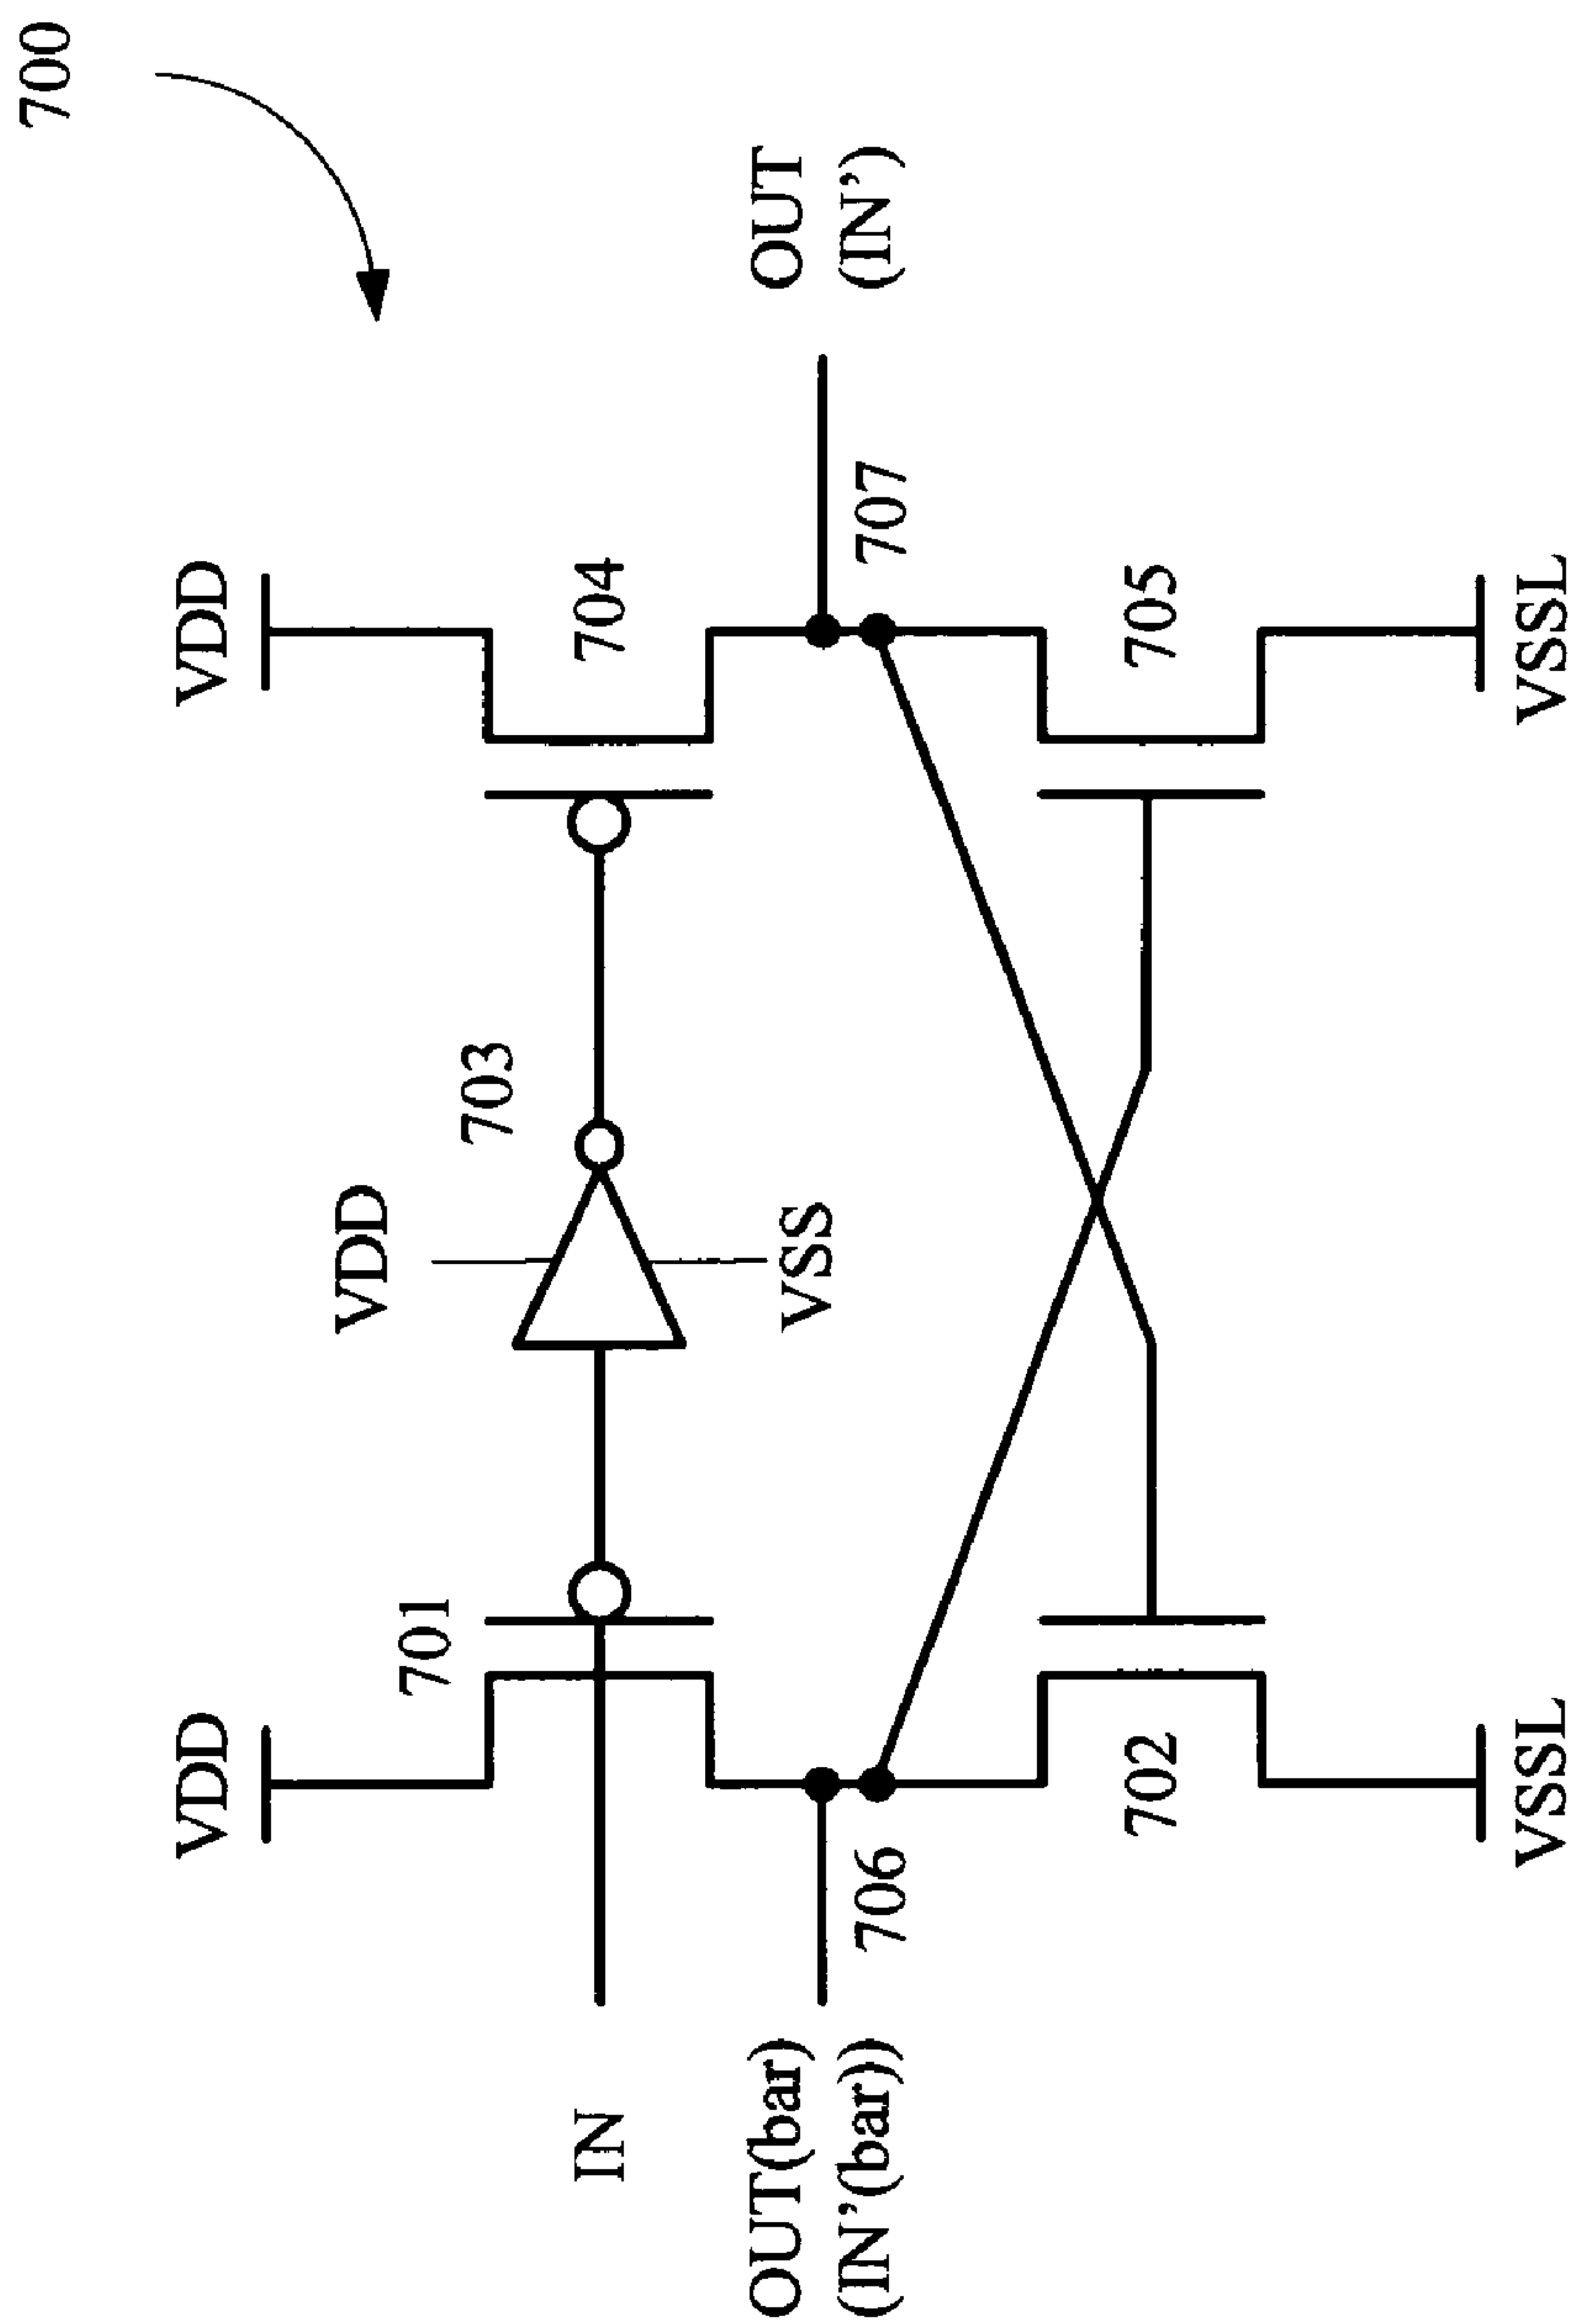 700
VDD
VDD
VDD
701
703
704
IN
VSS
OUT(bar)
(IN'(bar))
OUT
(IN')
706
707
702
705
VSSL
VSSL